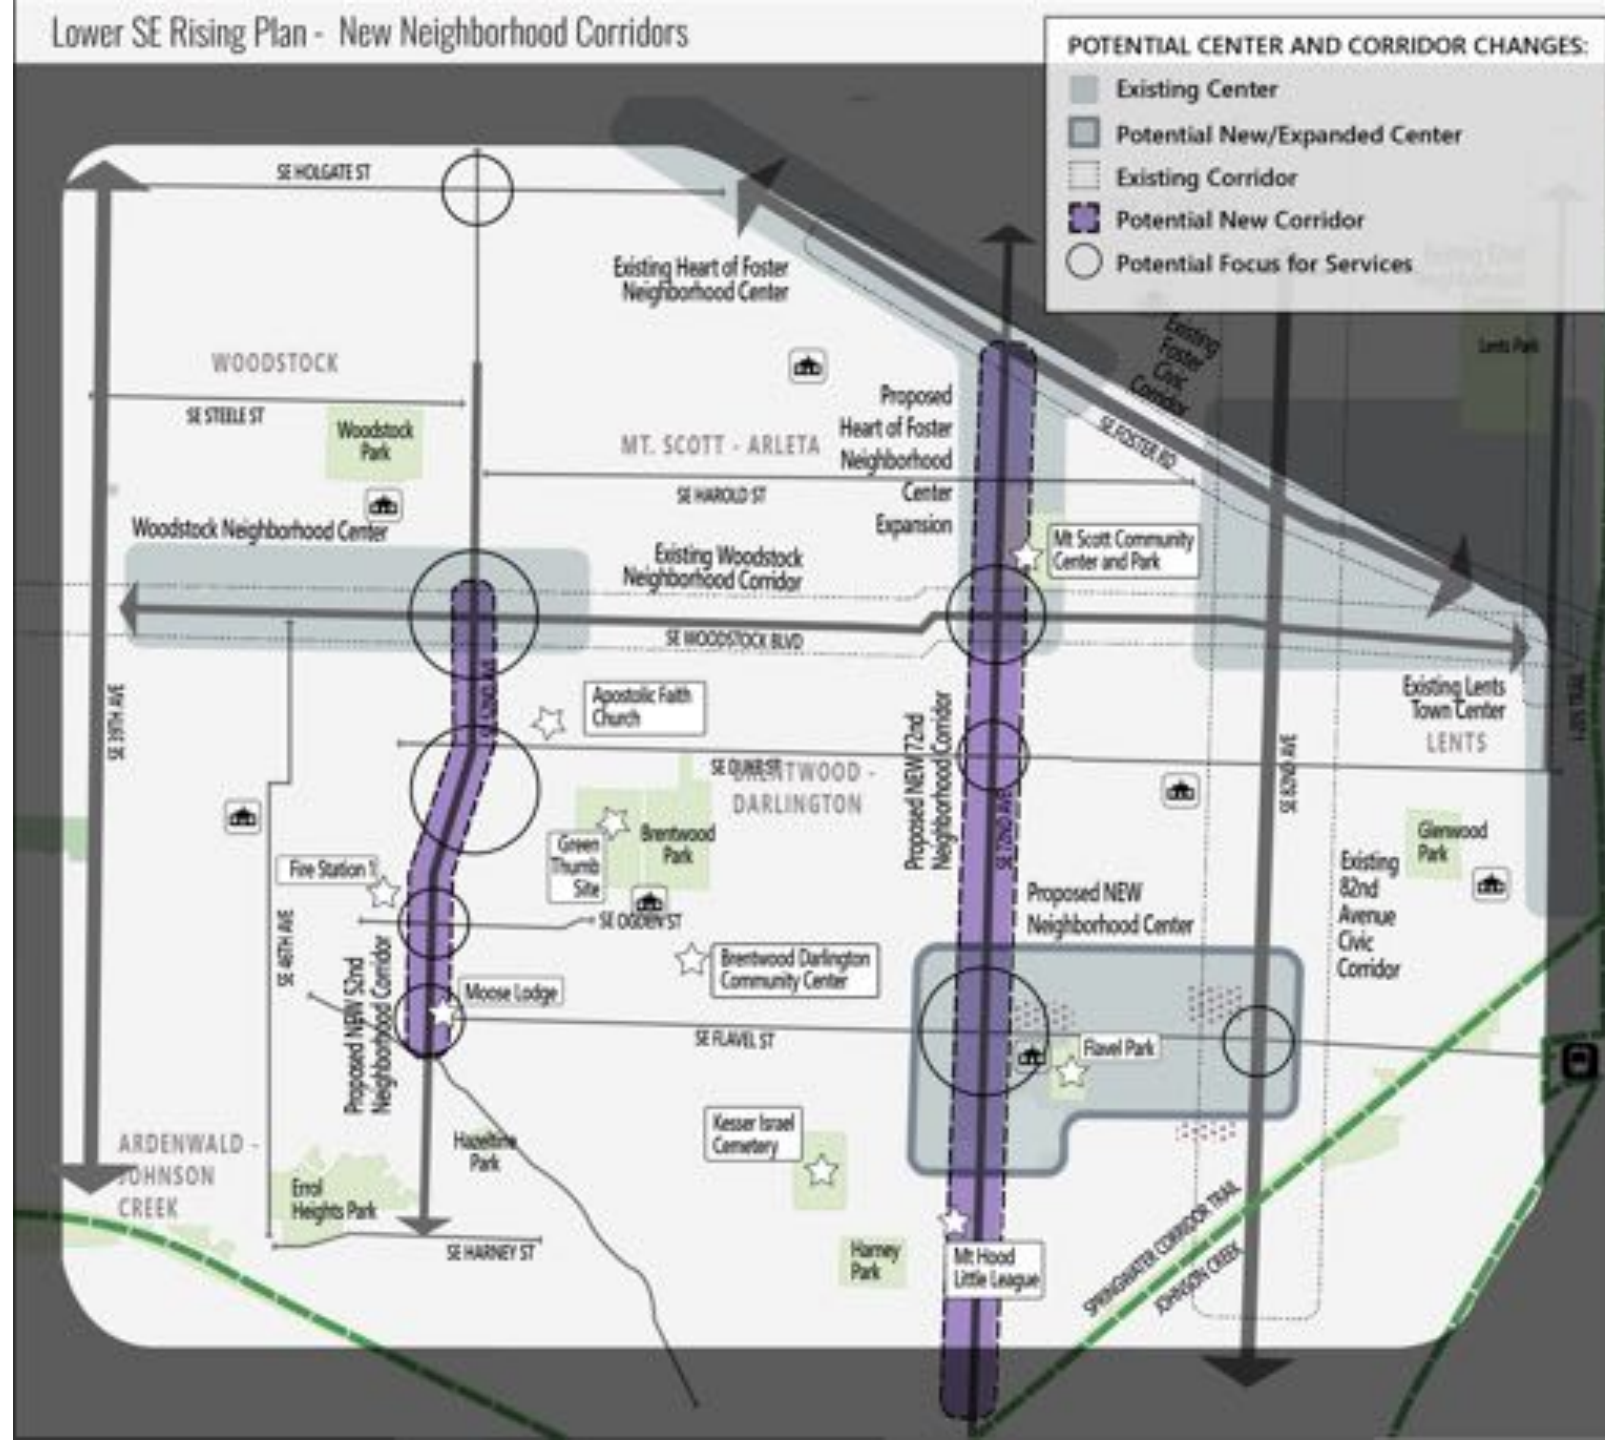 Lower SE Rising Plan - New Neighborhood Corridors
POTENTIAL CENTER AND CORRIDOR CHANGES:
Existing Center
Potential New/Expanded Center
Existing Corridor
Potential New Corridor
Potential Focus for Services
SE HOLGATE ST
Existing Heart of Foster
Neighborhood Center
Existing
Foster
Civic
Corridor
Lents Park
WOODSTOCK
SE STEELE ST
Woodstock
Park
MT. SCOTT - ARLETA
Proposed
Heart of Foster
Neighborhood
Center
Expansion
SE FOSTER RD
SE HAROLD ST
Woodstock Neighborhood Center
Existing Woodstock
Neighborhood Corridor
Mt Scott Community
Center and Park
SE WOODSTOCK BLVD
SE 39TH AVE
SE 52ND AVE
Apostolic Faith
Church
Existing Lents
Town Center
LENTS
SE DUKE ST
BRENTWOOD -
DARLINGTON
Proposed NEW 72nd
Neighborhood Corridor
SE 72ND AVE
SE 82ND AVE
Green
Thumb
Site
Brentwood
Park
Glenwood
Park
Fire Station
Existing
82nd
Avenue
Civic
Corridor
Proposed NEW
Neighborhood Center
SE OGDEN ST
SE 46TH AVE
Proposed NEW 52nd
Neighborhood Corridor
Brentwood Darlington
Community Center
Moose Lodge
SE FLAVEL ST
Flavel Park
Kesser Israel
Cemetery
ARDENWALD -
JOHNSON
CREEK
Hazeltine
Park
Errol
Heights Park
SE HARNEY ST
Harney
Park
Mt Hood
Little League
SPRINGWATER CORRIDOR TRAIL
JOHNSON CREEK